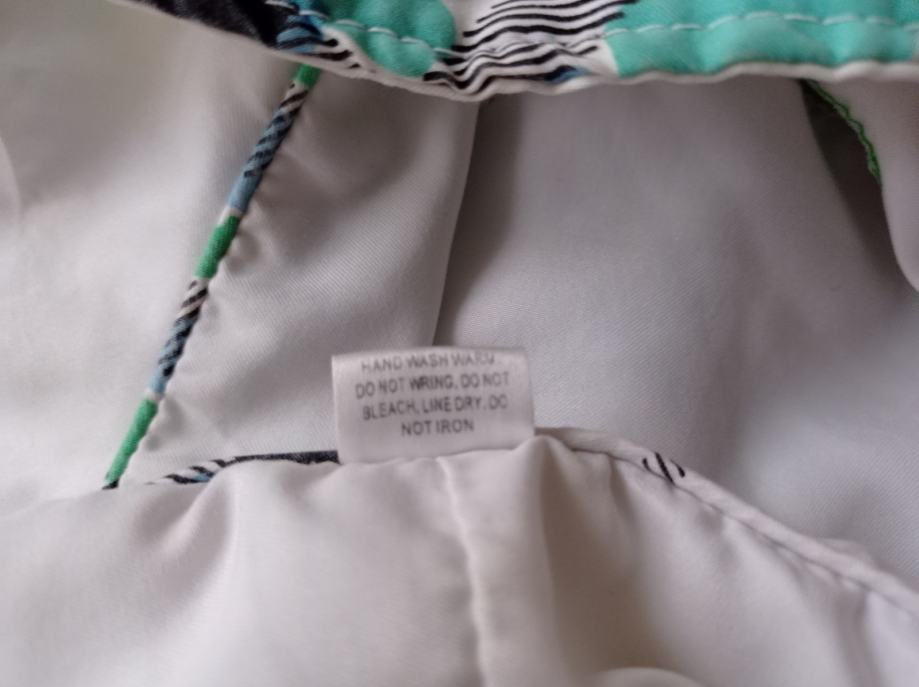 HAND WASH WARM.
DO NOT WRING. DO NOT
BLEACH, LINE DRY. DO
NOT IRON